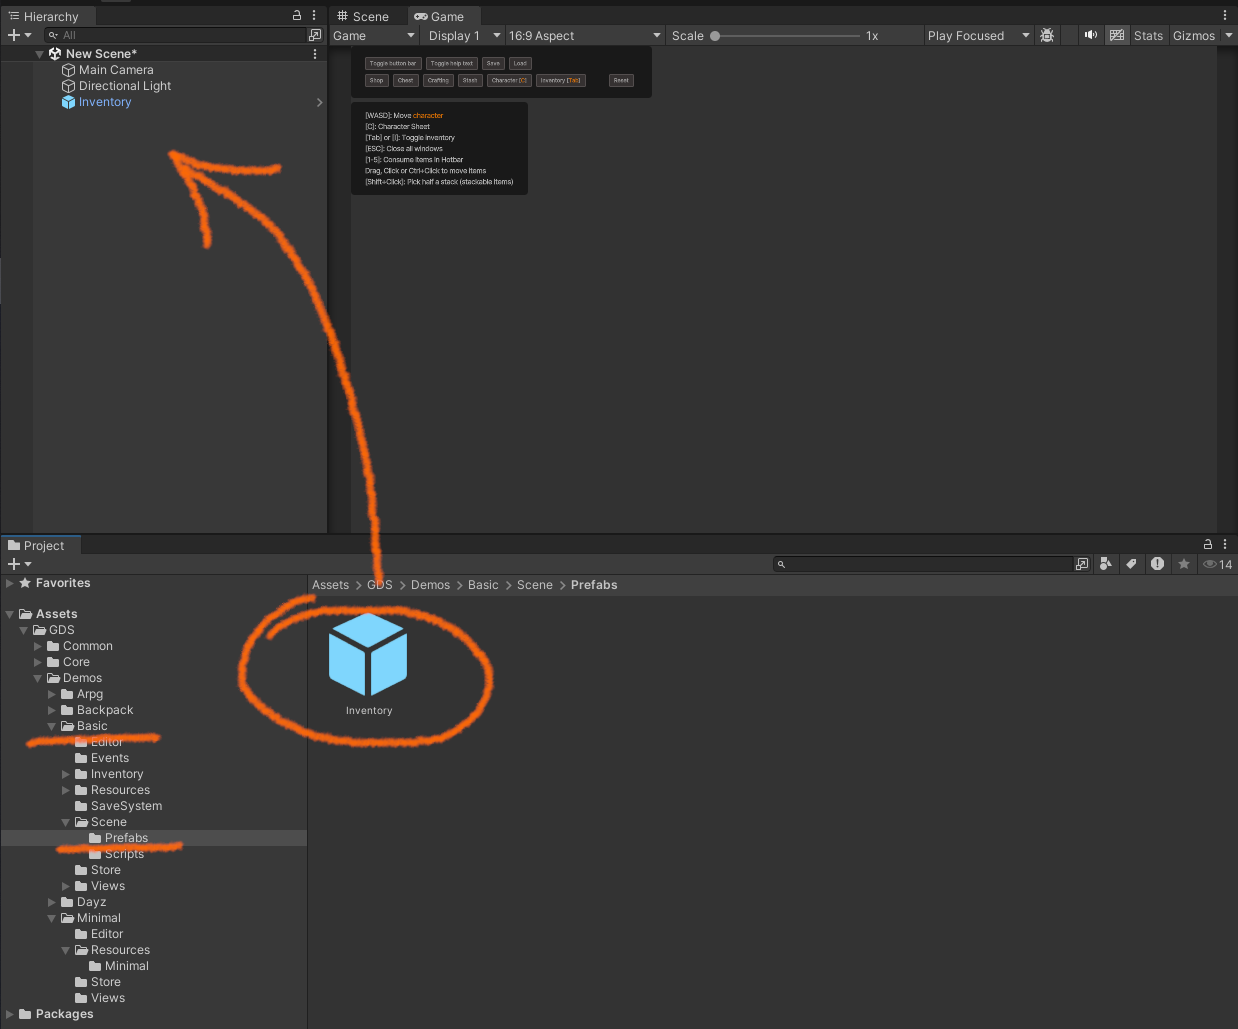 Hierarchy
Scene
Game
All
Game
Display 1
16:9 Aspect
Scale
1x
Play Focused
Stats
Gizmos
New Scene*
Main Camera
Directional Light
Inventory
Toggle button bar
Toggle help text
Save
Load
Shop
Chest
Crafting
Stash
Character [C]
Inventory [Tab]
Reset
[WASD]: Move character
[C]: Character Sheet
[Tab] or [I]: Toggle Inventory
[ESC]: Close all windows
[1-5]: Consume items in Hotbar
Drag, Click or Ctrl+Click to move items
[Shift+Click]: Pick half a stack (stackable items)
Project
14
Favorites
Assets > GDS > Demos > Basic > Scene > Prefabs
Assets
GDS
Common
Core
Demos
Arpg
Backpack
Basic
Editor
Events
Inventory
Resources
SaveSystem
Scene
Prefabs
Scripts
Store
Views
Dayz
Minimal
Editor
Resources
Minimal
Store
Views
Packages
Inventory